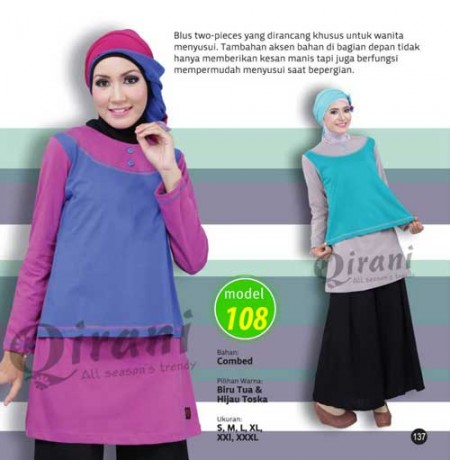 Blus two-pieces yang dirancang khusus untuk wanita
menyusui. Tambahan aksen bahan di bagian depan tidak
hanya memberikan kesan manis tapi juga berfungsi
mempermudah menyusui saat bepergian.
Qirani
All season's trendy
Qirani
All season's
model
108
Bahan:
Combed
Pilihan Warna:
Biru Tua &
Hijau Toska
Ukuran:
S, M, L, XL,
XXl, XXXL
137